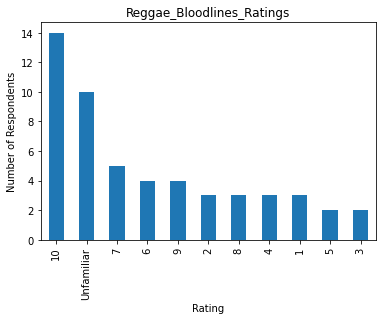 Reggae_Bloodlines_Ratings
Number of Respondents
14
12
10
8
6
4
2
0
10 Unfamiliar 7 6 9 2 8 4 1 5 3
Rating